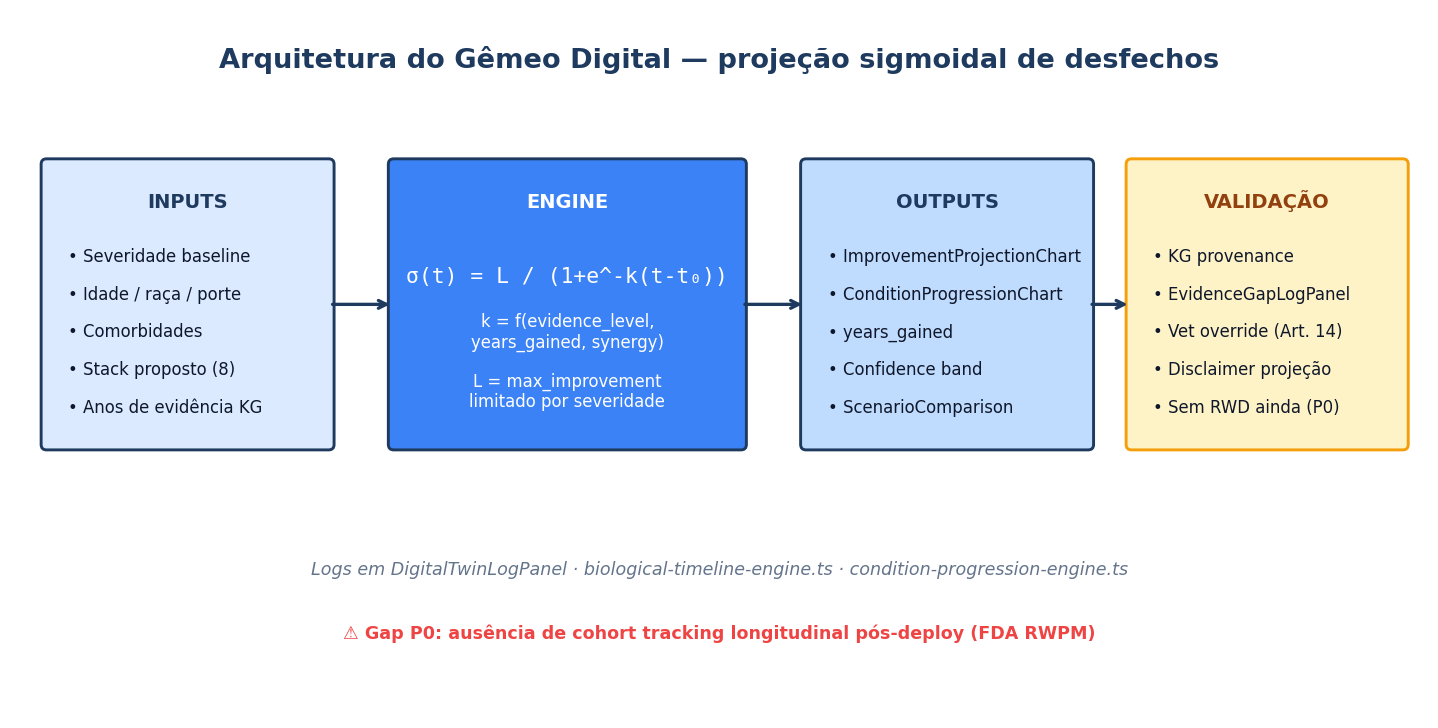 Arquitetura do Gêmeo Digital — projeção sigmoidal de desfechos
INPUTS
• Severidade baseline
• Idade / raça / porte
• Comorbidades
• Stack proposto (8)
• Anos de evidência KG
ENGINE
σ(t) = L / (1+e^-k(t-t₀))
k = f(evidence_level,
years_gained, synergy)
L = max_improvement
limitado por severidade
OUTPUTS
• ImprovementProjectionChart
• ConditionProgressionChart
• years_gained
• Confidence band
• ScenarioComparison
VALIDAÇÃO
• KG provenance
• EvidenceGapLogPanel
• Vet override (Art. 14)
• Disclaimer projeção
• Sem RWD ainda (P0)
Logs em DigitalTwinLogPanel · biological-timeline-engine.ts · condition-progression-engine.ts
⚠ Gap P0: ausência de cohort tracking longitudinal pós-deploy (FDA RWPM)